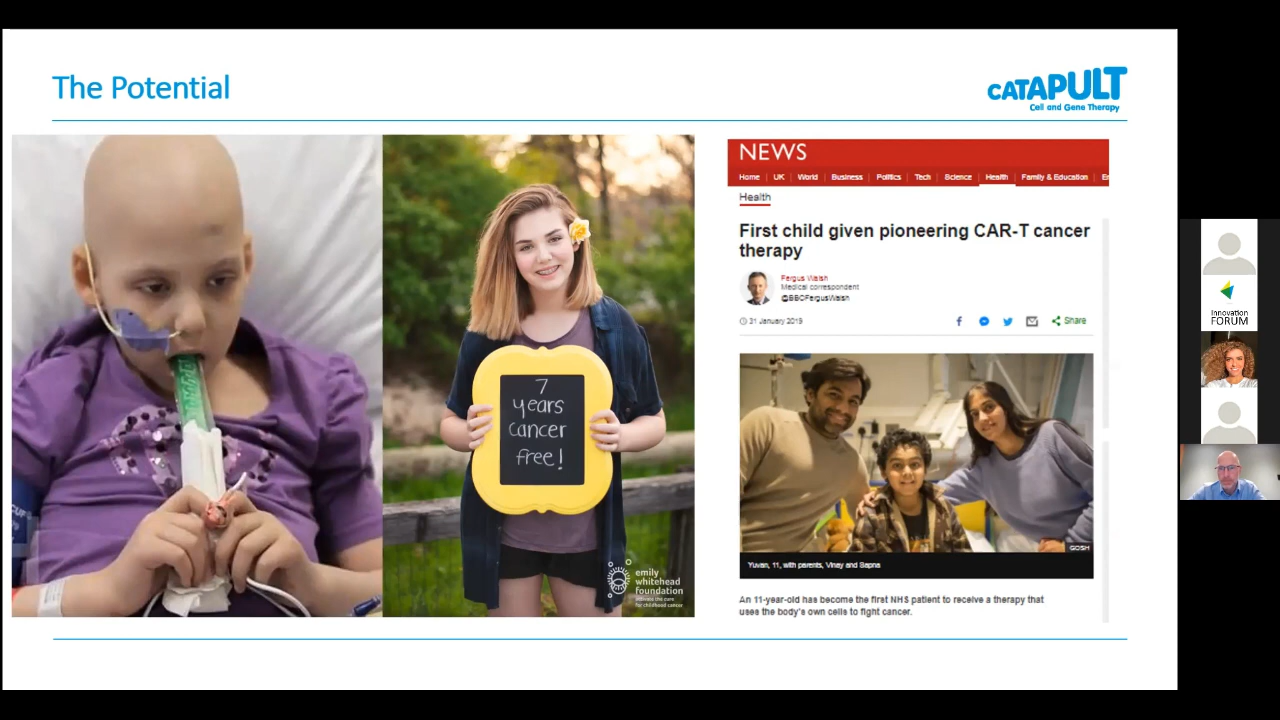 The Potential
CATAPULT
Cell and Gene Therapy
7
years
cancer
free!
emily
whitehead
foundation
NEWS
Home UK World Business Politics Tech Science Health Family & Education
Health
First child given pioneering CAR-T cancer
therapy
Fergus Walsh
Medical correspondent
@BBCFergusWalsh
31 January 2019
Share
GOSH
Yuvan, 11, with parents, Vinay and Sapna
An 11-year-old has become the first NHS patient to receive a therapy that
uses the body's own cells to fight cancer.
Innovation
FORUM